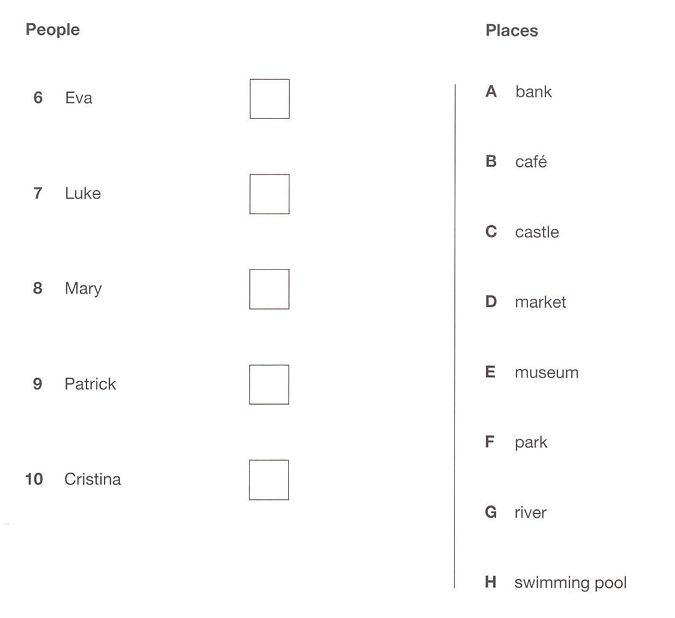 People
6 Eva
7 Luke
8 Mary
9 Patrick
10 Cristina
Places
A bank
B café
C castle
D market
E museum
F park
G river
H swimming pool